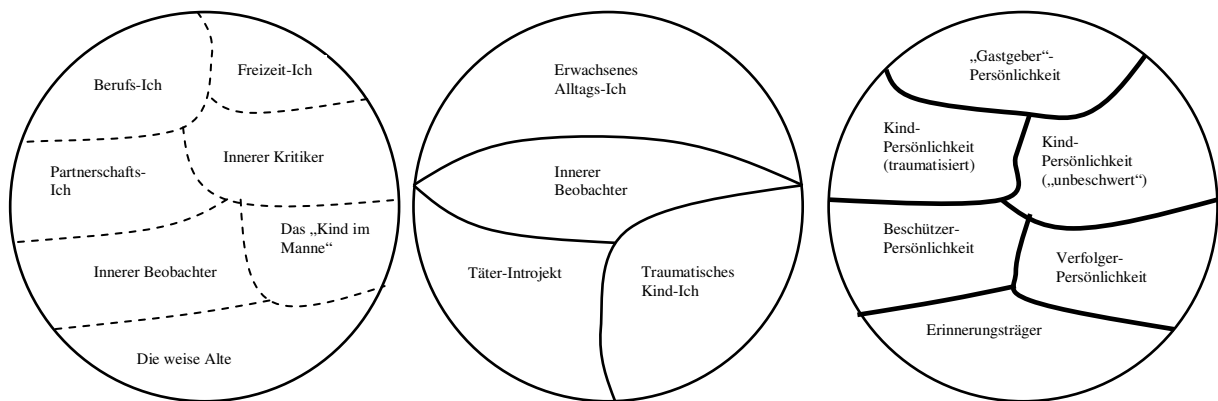 Berufs-Ich
Freizeit-Ich
Partnerschafts-
Ich
Innerer Kritiker
Innerer Beobachter
Das „Kind im
Manne“
Die weise Alte
Erwachsenes
Alltags-Ich
Innerer
Beobachter
Täter-Introjekt
Traumatisches
Kind-Ich
„Gastgeber“-
Persönlichkeit
Kind-
Persönlichkeit
(traumatisiert)
Kind-
Persönlichkeit
(„unbeschwert“)
Beschützer-
Persönlichkeit
Verfolger-
Persönlichkeit
Erinnerungsträger